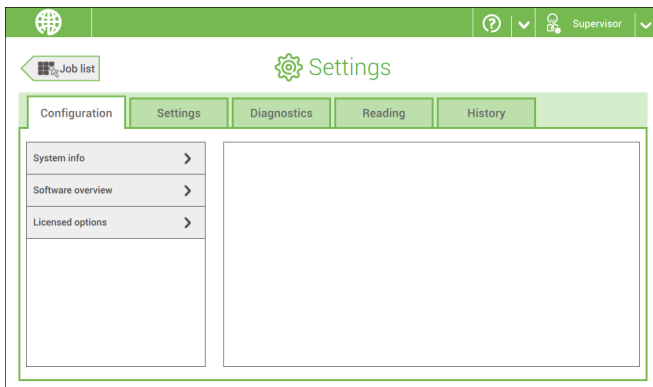 Supervisor
Job list
Settings
Configuration
Settings
Diagnostics
Reading
History
System info
Software overview
Licensed options